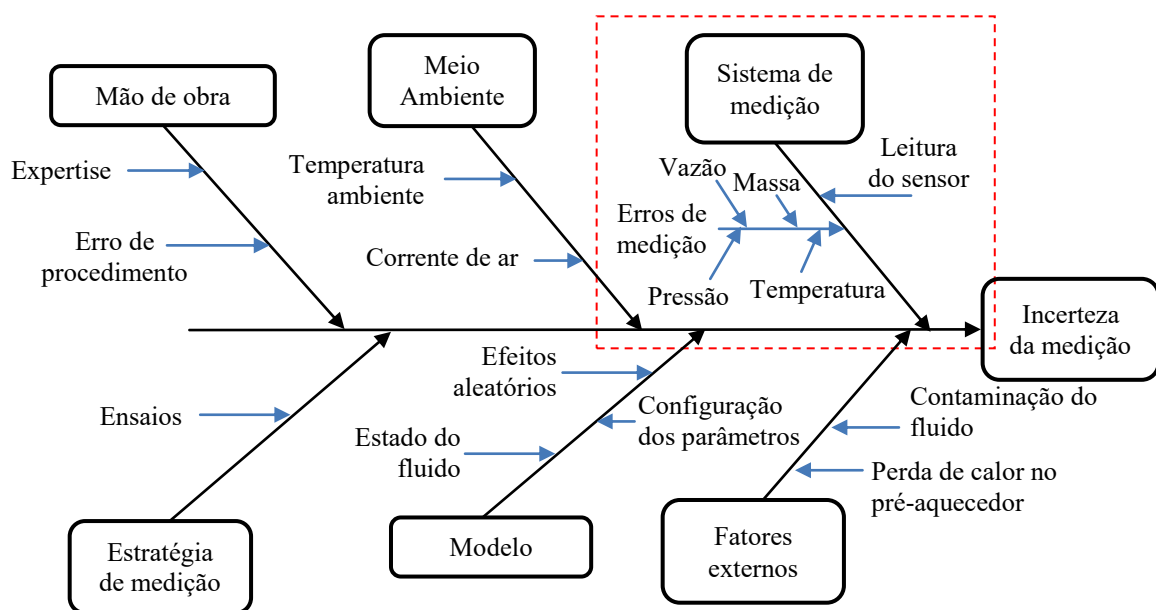 Mão de obra
Meio
Ambiente
Sistema de
medição
Expertise
Erro de
procedimento
Temperatura
ambiente
Corrente de ar
Vazão
Massa
Leitura
do sensor
Erros de
medição
Pressão
Temperatura
Incerteza
da medição
Ensaios
Efeitos
aleatórios
Configuração
dos parâmetros
Estado do
fluido
Contaminação do
fluido
Perda de calor no
pré-aquecedor
Estratégia
de medição
Modelo
Fatores
externos